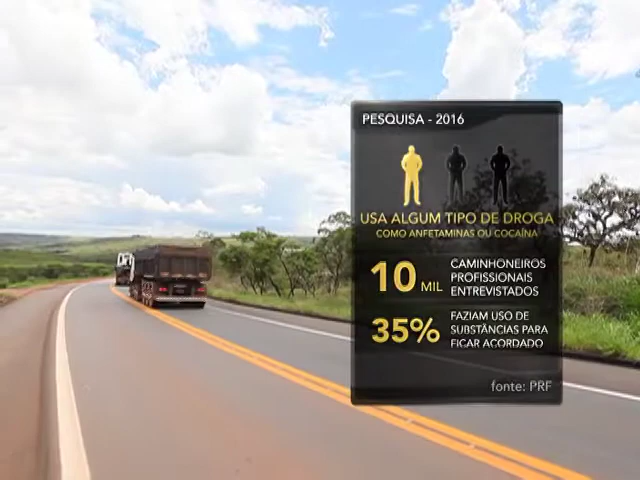 PESQUISA - 2016
USA ALGUM TIPO DE DROGA
COMO ANFETAMINAS OU COCAÍNA
10 MIL
CAMINHONEIROS
PROFISSIONAIS
ENTREVISTADOS
35%
FAZIAM USO DE
SUBSTÂNCIAS PARA
FICAR ACORDADO
fonte: PRF